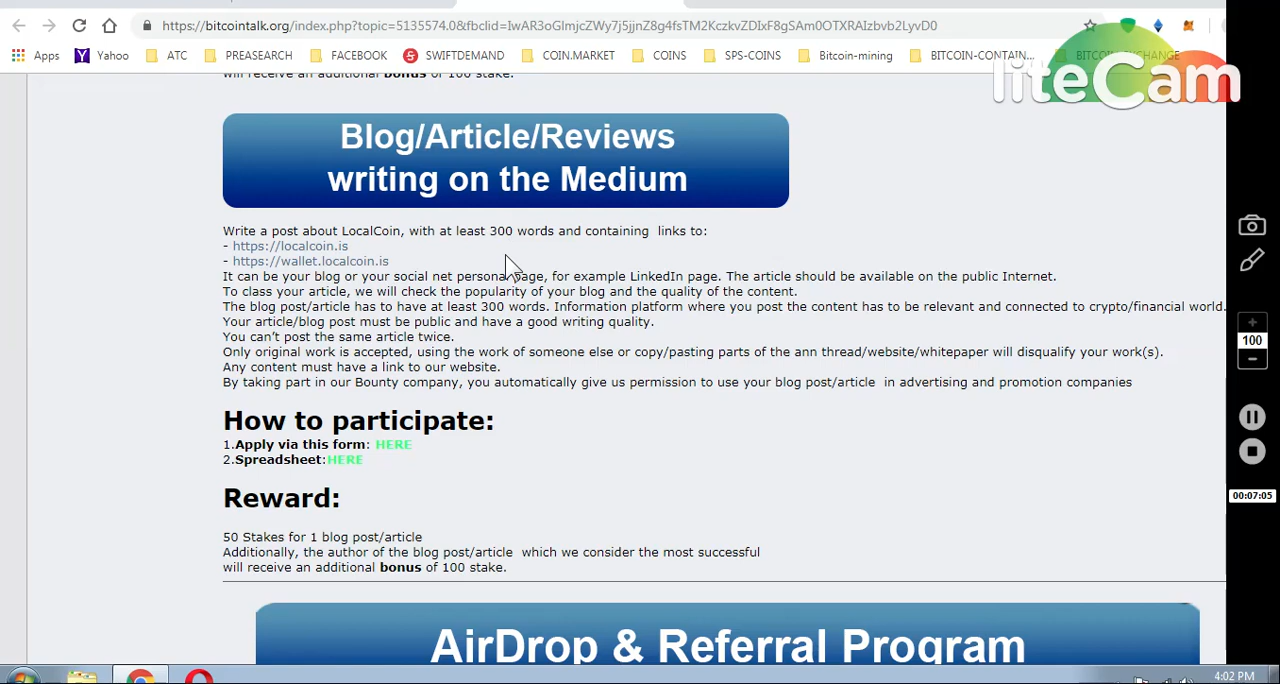 https://bitcointalk.org/index.php?topic=5135574.0&fbclid=IwAR3oGlmjcZWy7j5jjnZ8g4fsTM2KczkvZDIxF8gSAm0OTXRAIzbvb2LyvD0
Apps Yahoo ATC PREASEARCH FACEBOOK SWIFTDEMAND COIN.MARKET COINS SPS-COINS Bitcoin-mining BITCOIN-CONTAIN...
liteCam
will receive an additional bonus of 100 stake.
Blog/Article/Reviews
writing on the Medium
Write a post about LocalCoin, with at least 300 words and containing links to:
- https://localcoin.is
- https://wallet.localcoin.is
It can be your blog or your social net personal page, for example LinkedIn page. The article should be available on the public Internet.
To class your article, we will check the popularity of your blog and the quality of the content.
The blog post/article has to have at least 300 words. Information platform where you post the content has to be relevant and connected to crypto/financial world.
Your article/blog post must be public and have a good writing quality.
You can't post the same article twice.
Only original work is accepted, using the work of someone else or copy/pasting parts of the ann thread/website/whitepaper will disqualify your work(s).
Any content must have a link to our website.
By taking part in our Bounty company, you automatically give us permission to use your blog post/article in advertising and promotion companies
How to participate:
1.Apply via this form: HERE
2.Spreadsheet:HERE
Reward:
50 Stakes for 1 blog post/article
Additionally, the author of the blog post/article which we consider the most successful
will receive an additional bonus of 100 stake.
AirDrop & Referral Program
100
00:07:05
4:02 PM